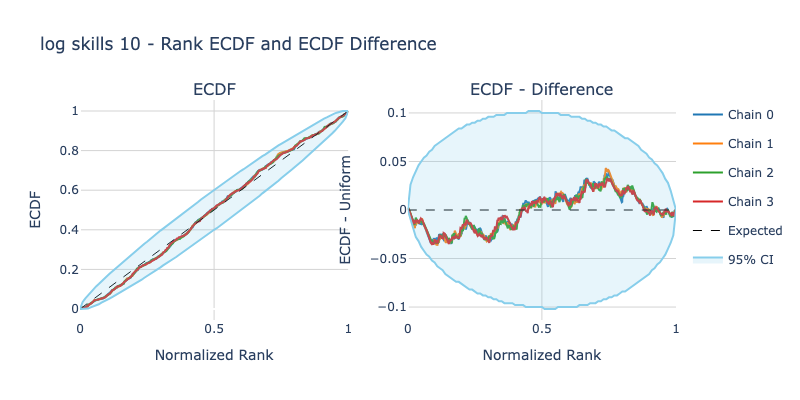 log skills 10 - Rank ECDF and ECDF Difference
ECDF
ECDF - Difference
ECDF
1
0.8
0.6
0.4
0.2
0
0
0.5
1
Normalized Rank
ECDF - Uniform
0.1
0.05
0
−0.05
−0.1
0
0.5
1
Normalized Rank
Chain 0
Chain 1
Chain 2
Chain 3
Expected
95% CI